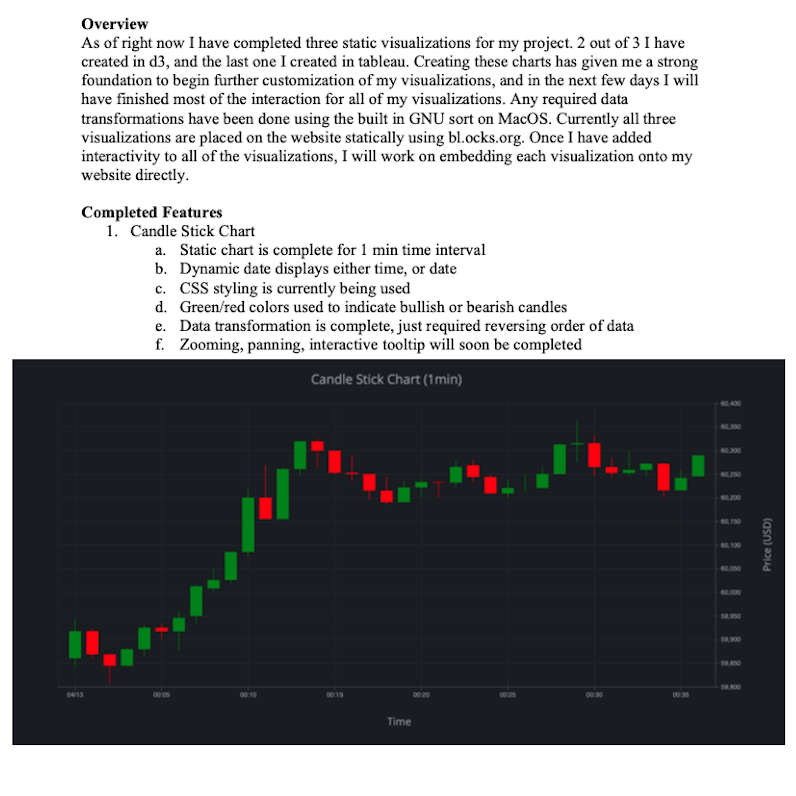 Overview
As of right now I have completed three static visualizations for my project. 2 out of 3 I have
created in d3, and the last one I created in tableau. Creating these charts has given me a strong
foundation to begin further customization of my visualizations, and in the next few days I will
have finished most of the interaction for all of my visualizations. Any required data
transformations have been done using the built in GNU sort on MacOS. Currently all three
visualizations are placed on the website statically using bl.ocks.org. Once I have added
interactivity to all of the visualizations, I will work on embedding each visualization onto my
website directly.
Completed Features
1. Candle Stick Chart
a. Static chart is complete for 1 min time interval
b. Dynamic date displays either time, or date
c. CSS styling is currently being used
d. Green/red colors used to indicate bullish or bearish candles
e. Data transformation is complete, just required reversing order of data
f. Zooming, panning, interactive tooltip will soon be completed
Candle Stick Chart (1min)
60,400
60,350
60,300
60,250
60,200
60,150
60,100
60,050
60,000
59,950
59,900
59,850
59,800
Price (USD)
04/13 00:05 00:10 00:15 00:20 00:25 00:30 00:35
Time